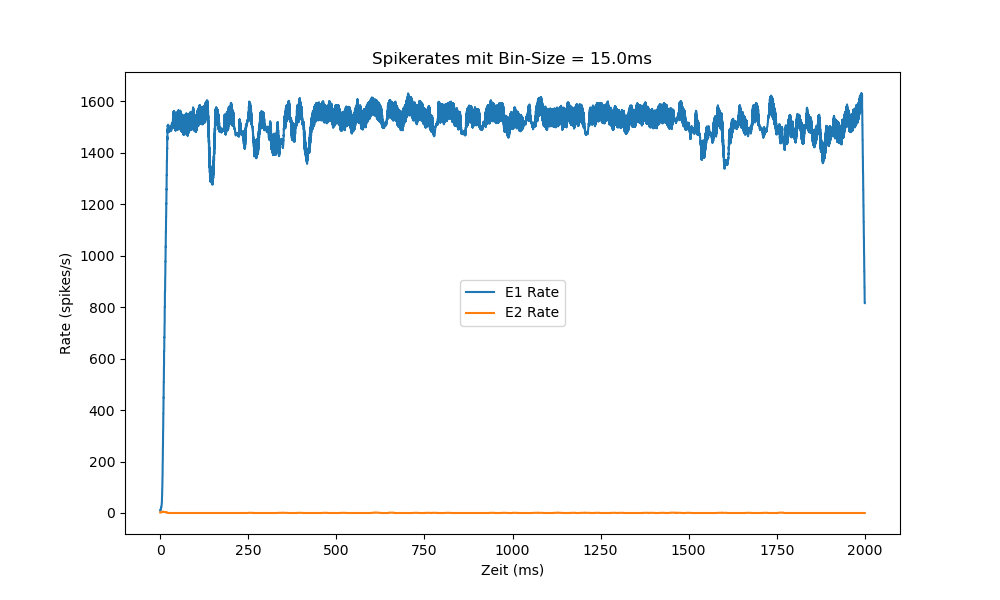 Spikerates mit Bin-Size = 15.0ms
Rate (spikes/s)
1600
1400
1200
1000
800
600
400
200
0
E1 Rate
E2 Rate
0 250 500 750 1000 1250 1500 1750 2000
Zeit (ms)